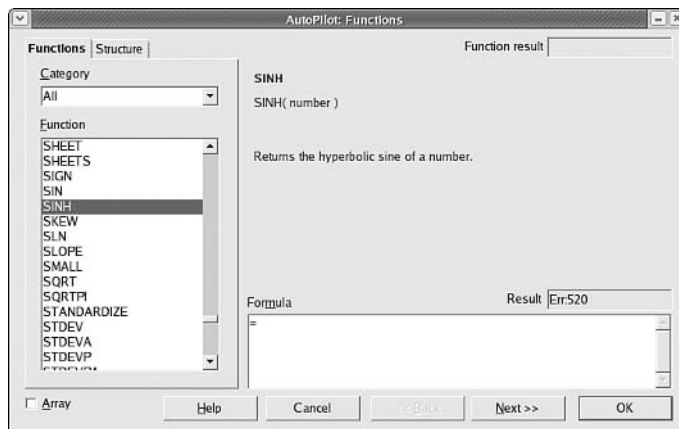 AutoPilot: Functions
Functions
Structure
Function result
Category
All
Function
SHEET
SHEETS
SIGN
SIN
SINH
SKEW
SLN
SLOPE
SMALL
SQRT
SQRTPI
STANDARDIZE
STDEV
STDEVA
STDEVP
SINH
SINH( number )
Returns the hyperbolic sine of a number.
Formula
Result
Err:520
=
Array
Help
Cancel
<< Back
Next >>
OK